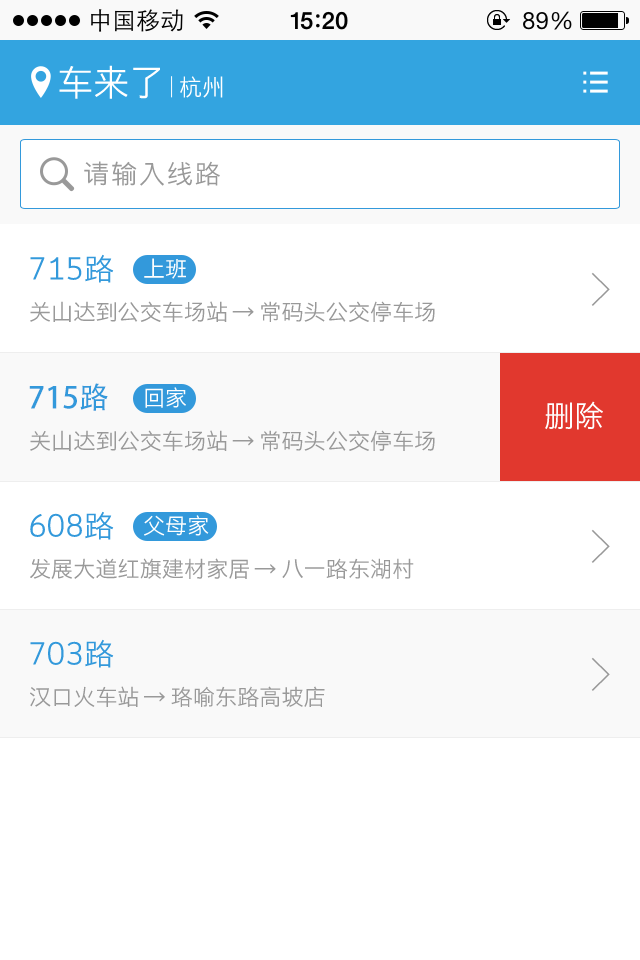 中国移动 15:20 89%
车来了 | 杭州
请输入线路
715路 上班
关山达到公交车场站→常码头公交停车场
715路 回家
关山达到公交车场站→常码头公交停车场
删除
608路 父母家
发展大道红旗建材家居→八一路东湖村
703路
汉口火车站→珞喻东路高坡店